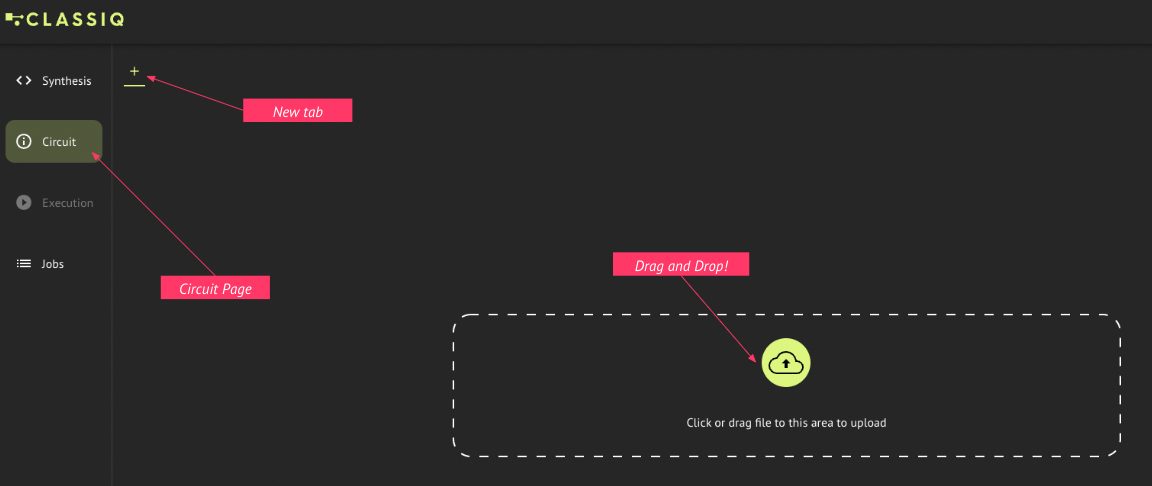 CLASSIQ
+
Synthesis
New tab
Circuit
Execution
Jobs
Drag and Drop!
Circuit Page
Click or drag file to this area to upload